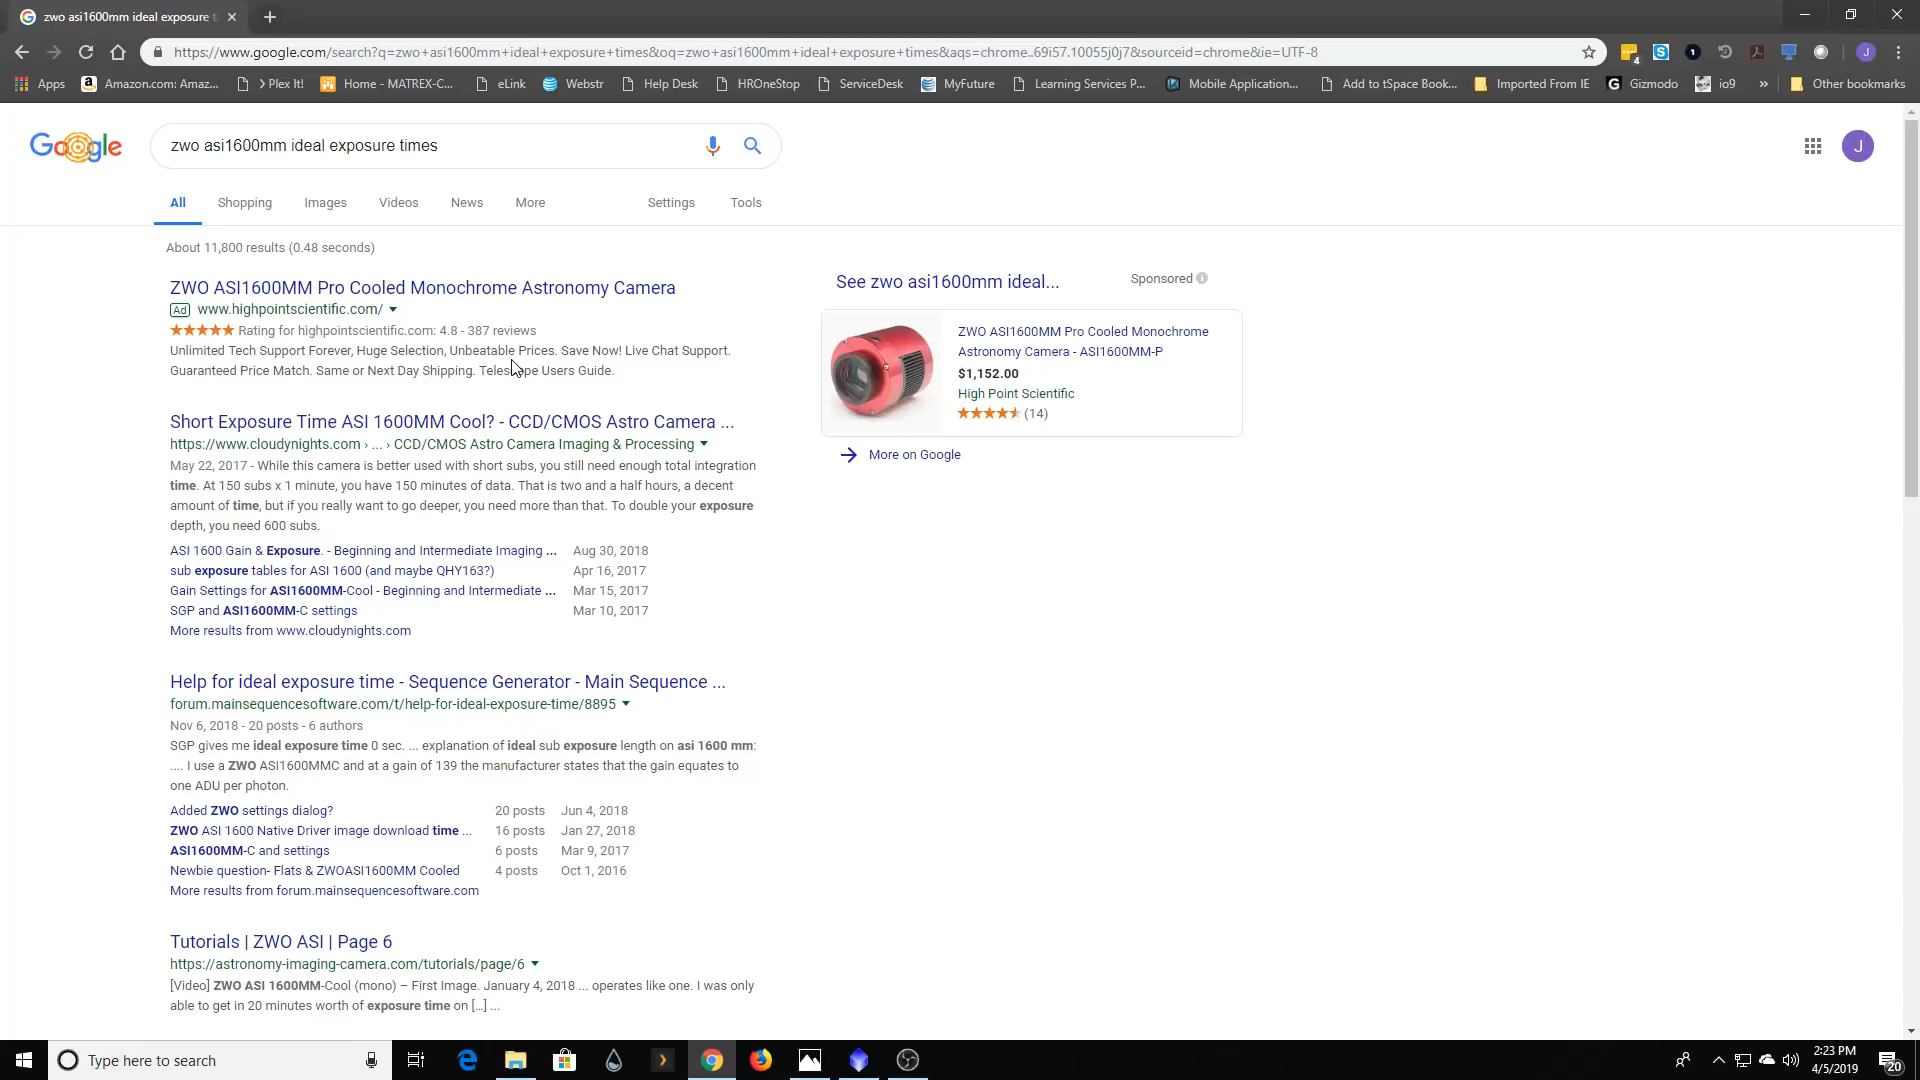 zwo asi1600mm ideal exposure t
https://www.google.com/search?q=zwo+asi1600mm+ideal+exposure+times&oq=zwo+asi1600mm+ideal+exposure+times&aqs=chrome..69i57.10055j0j7&sourceid=chrome&ie=UTF-8
4
J
Apps
Amazon.com: Amaz...
> Plex It!
Home - MATREX-C...
eLink
Webstr
Help Desk
HROneStop
ServiceDesk
MyFuture
Learning Services P...
Mobile Application...
Add to tSpace Book...
Imported From IE
Gizmodo
io9
»
Other bookmarks
Google
zwo asi1600mm ideal exposure times
J
All
Shopping
Images
Videos
News
More
Settings
Tools
About 11,800 results (0.48 seconds)
ZWO ASI1600MM Pro Cooled Monochrome Astronomy Camera
Ad www.highpointscientific.com/
Rating for highpointscientific.com: 4.8 - 387 reviews
Unlimited Tech Support Forever, Huge Selection, Unbeatable Prices. Save Now! Live Chat Support.
Guaranteed Price Match. Same or Next Day Shipping. Telescope Users Guide.
See zwo asi1600mm ideal...
Sponsored
ZWO ASI1600MM Pro Cooled Monochrome
Astronomy Camera - ASI1600MM-P
$1,152.00
High Point Scientific
(14)
More on Google
Short Exposure Time ASI 1600MM Cool? - CCD/CMOS Astro Camera ...
https://www.cloudynights.com › ... › CCD/CMOS Astro Camera Imaging & Processing
May 22, 2017 - While this camera is better used with short subs, you still need enough total integration
time. At 150 subs x 1 minute, you have 150 minutes of data. That is two and a half hours, a decent
amount of time, but if you really want to go deeper, you need more than that. To double your exposure
depth, you need 600 subs.
ASI 1600 Gain & Exposure. - Beginning and Intermediate Imaging ... Aug 30, 2018
sub exposure tables for ASI 1600 (and maybe QHY163?) Apr 16, 2017
Gain Settings for ASI1600MM-Cool - Beginning and Intermediate ... Mar 15, 2017
SGP and ASI1600MM-C settings Mar 10, 2017
More results from www.cloudynights.com
Help for ideal exposure time - Sequence Generator - Main Sequence ...
forum.mainsequencesoftware.com/t/help-for-ideal-exposure-time/8895
Nov 6, 2018 - 20 posts - 6 authors
SGP gives me ideal exposure time 0 sec. ... explanation of ideal sub exposure length on asi 1600 mm:
.... I use a ZWO ASI1600MMC and at a gain of 139 the manufacturer states that the gain equates to
one ADU per photon.
Added ZWO settings dialog? 20 posts Jun 4, 2018
ZWO ASI 1600 Native Driver image download time ... 16 posts Jan 27, 2018
ASI1600MM-C and settings 6 posts Mar 9, 2017
Newbie question- Flats & ZWOASI1600MM Cooled 4 posts Oct 1, 2016
More results from forum.mainsequencesoftware.com
Tutorials | ZWO ASI | Page 6
https://astronomy-imaging-camera.com/tutorials/page/6
[Video] ZWO ASI 1600MM-Cool (mono) – First Image. January 4, 2018 ... operates like one. I was only
able to get in 20 minutes worth of exposure time on [...] ...
Type here to search
2:23 PM
4/5/2019
20